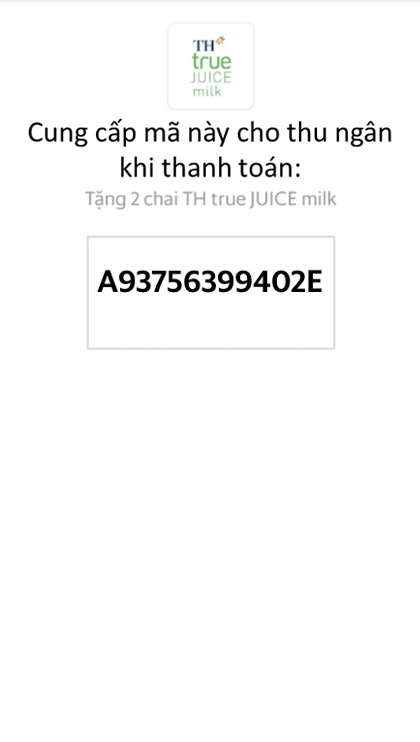 TH
true
JUICE
milk
Cung cấp mã này cho thu ngân
khi thanh toán:
Tặng 2 chai TH true JUICE milk
A93756399402E